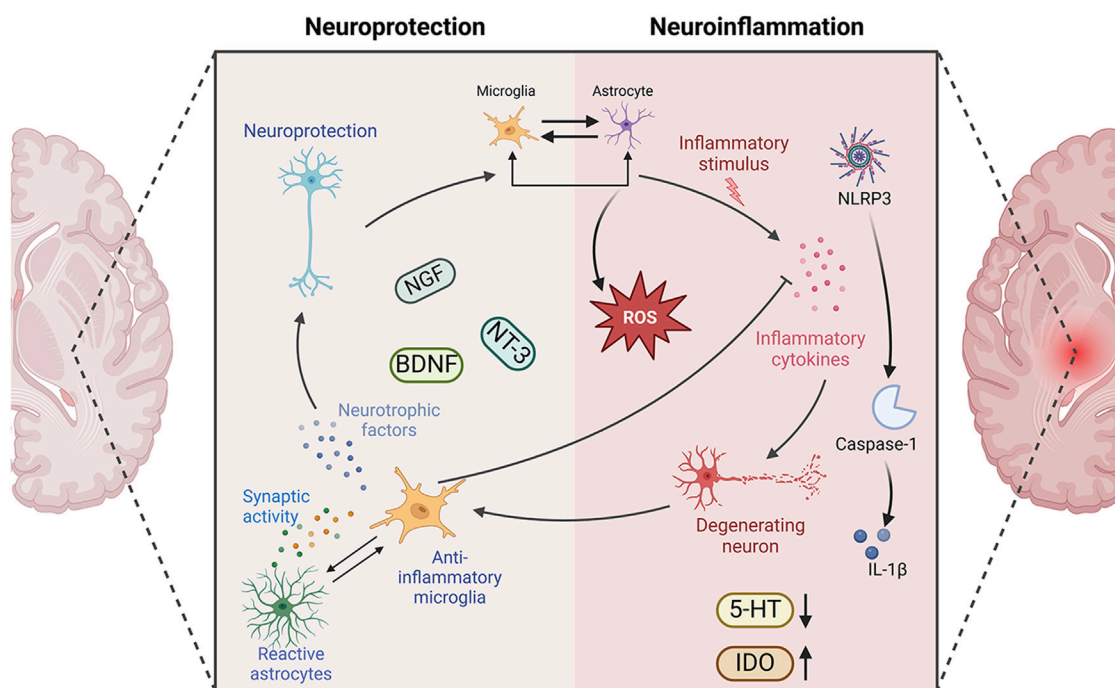 Neuroprotection
Neuroinflammation
Microglia
Astrocyte
Neuroprotection
Inflammatory
stimulus
NLRP3
NGF
ROS
NT-3
BDNF
Inflammatory
cytokines
Neurotrophic
factors
Caspase-1
Synaptic
activity
Degenerating
neuron
Anti-
inflammatory
microglia
IL-1β
5-HT
Reactive
astrocytes
IDO